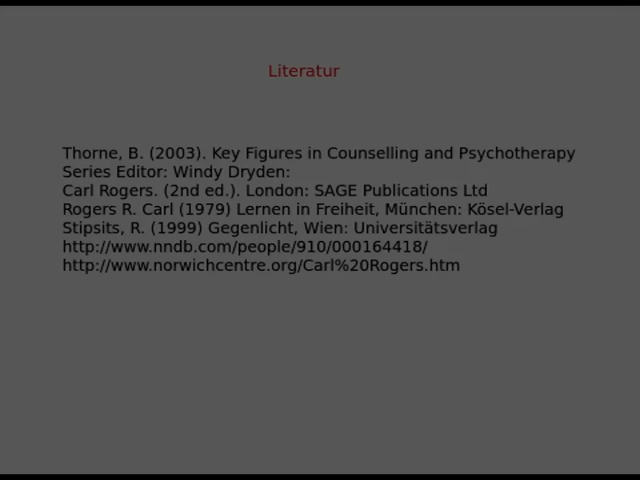 Literatur
Thorne, B. (2003). Key Figures in Counselling and Psychotherapy
Series Editor: Windy Dryden:
Carl Rogers. (2nd ed.). London: SAGE Publications Ltd
Rogers R. Carl (1979) Lernen in Freiheit, München: Kösel-Verlag
Stipsits, R. (1999) Gegenlicht, Wien: Universitätsverlag
http://www.nndb.com/people/910/000164418/
http://www.norwichcentre.org/Carl%20Rogers.htm